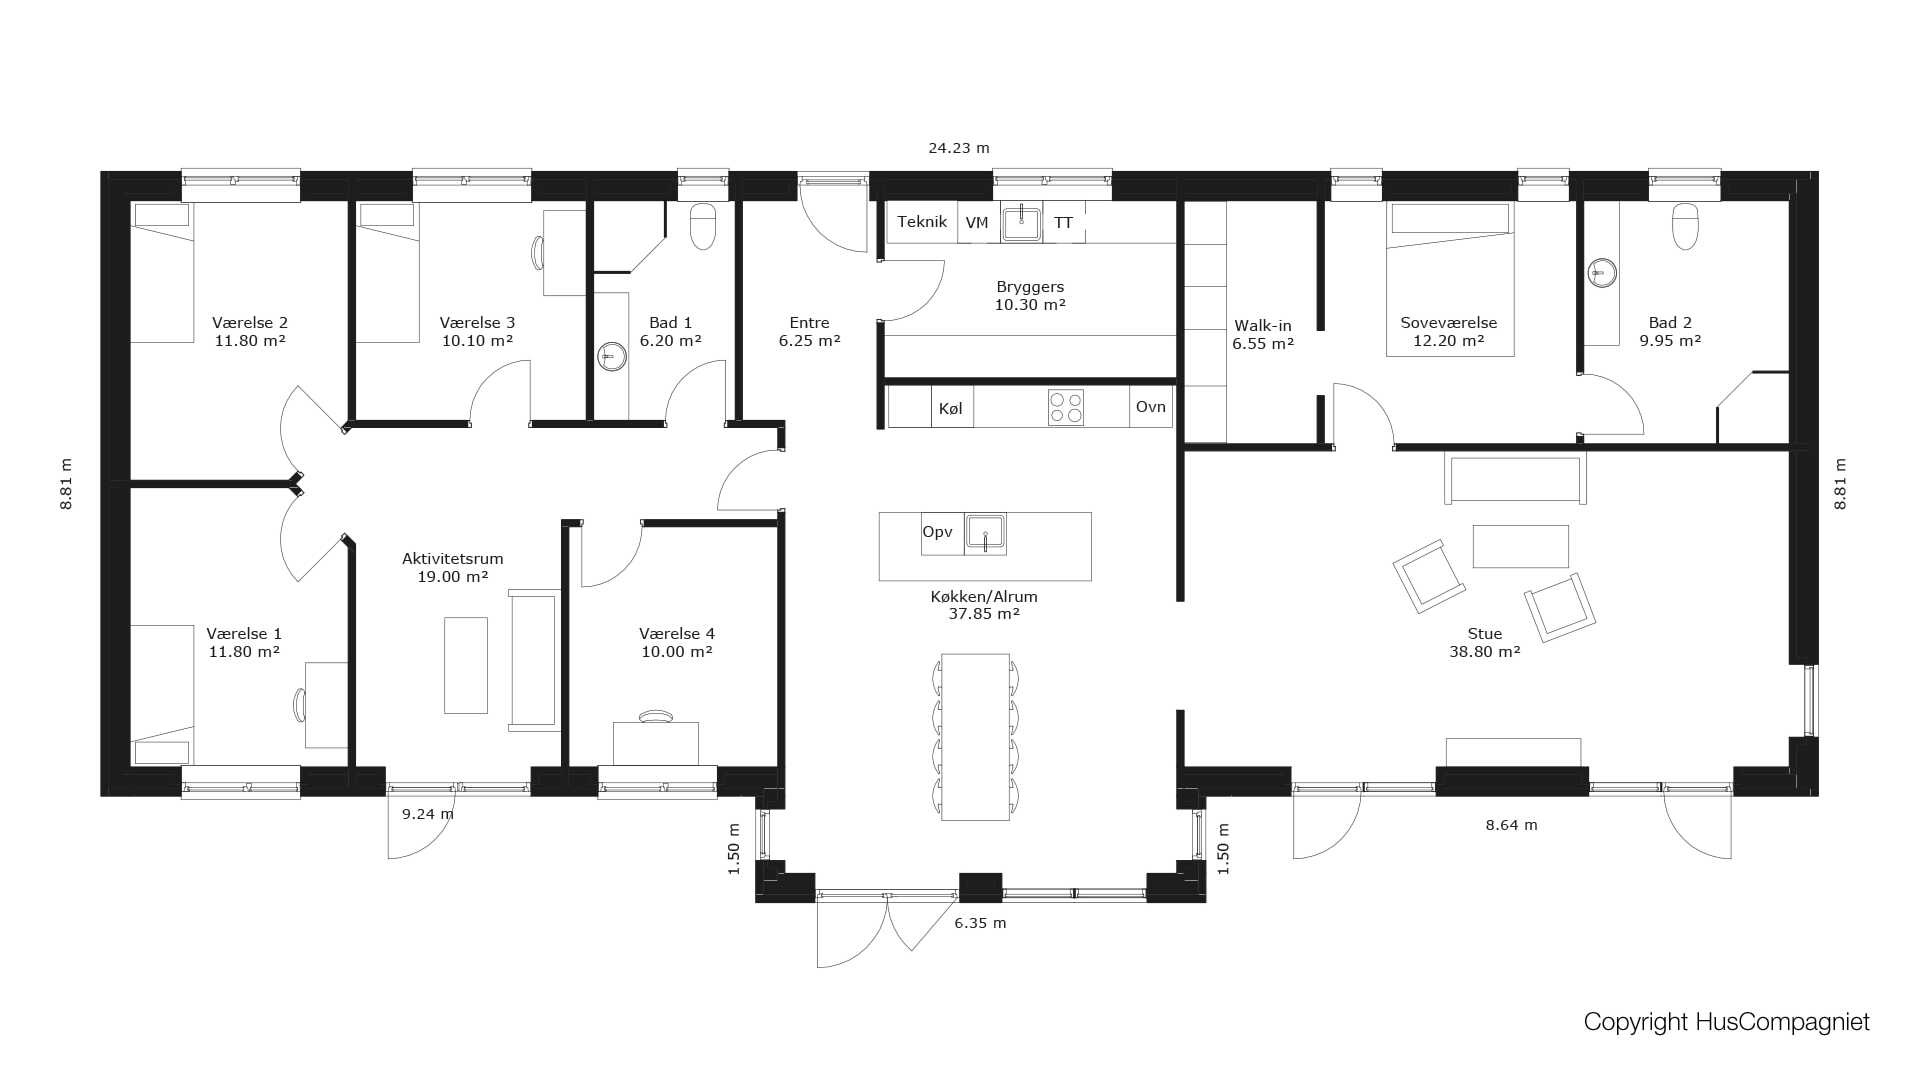 24.23 m
Teknik
VM
TT
Bryggers
10.30 m²
Værelse 2
11.80 m²
Værelse 3
10.10 m²
Bad 1
6.20 m²
Entre
6.25 m²
Walk-in
6.55 m²
Soveværelse
12.20 m²
Bad 2
9.95 m²
Køl
Ovn
8.81 m
8.81 m
Opv
Aktivitetsrum
19.00 m²
Køkken/Alrum
37.85 m²
Værelse 1
11.80 m²
Værelse 4
10.00 m²
Stue
38.80 m²
9.24 m
1.50 m
1.50 m
8.64 m
6.35 m
Copyright HusCompagniet